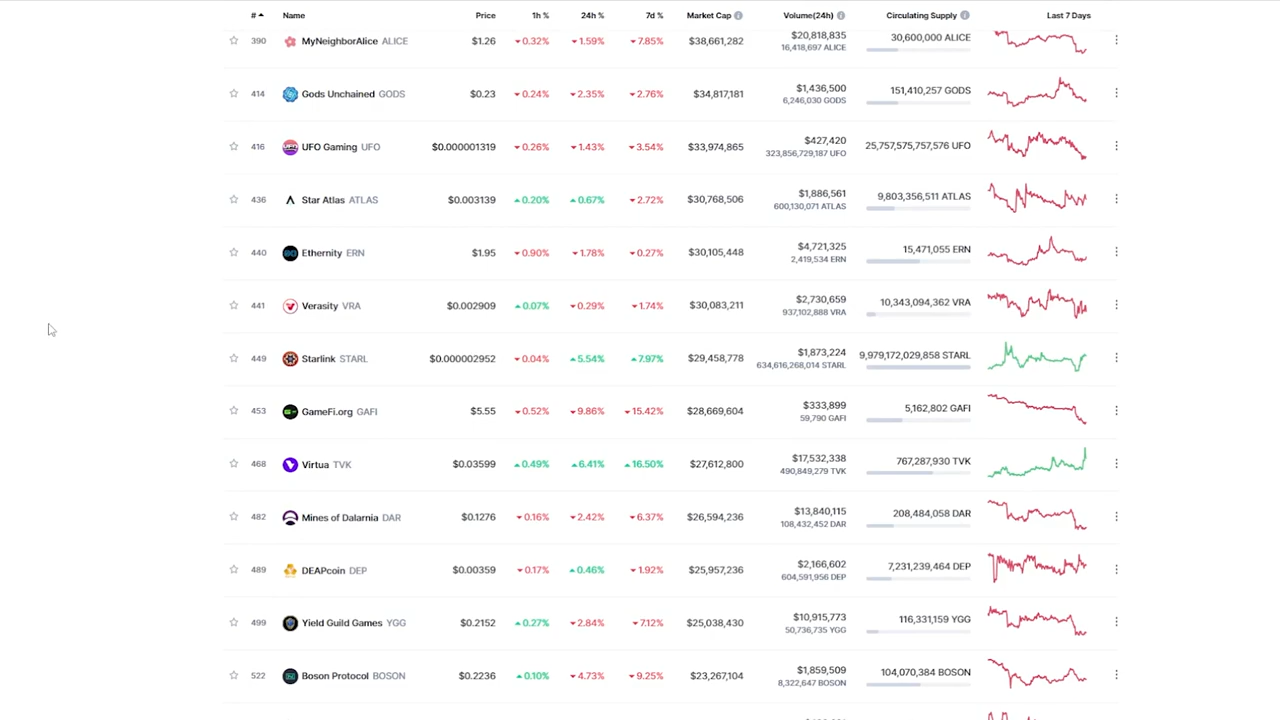 # Name Price 1h % 24h % 7d % Market Cap Volume(24h) Circulating Supply Last 7 Days
390 MyNeighborAlice ALICE $1.26 0.32% 1.59% 7.85% $38,661,282 $20,818,835 30,600,000 ALICE
16,418,697 ALICE
414 Gods Unchained GODS $0.23 0.24% 2.35% 2.76% $34,817,181 $1,436,500 151,410,257 GODS
6,246,030 GODS
416 UFO Gaming UFO $0.000001319 0.26% 1.43% 3.54% $33,974,865 $427,420 25,757,575,757,576 UFO
323,856,729,187 UFO
436 Star Atlas ATLAS $0.003139 0.20% 0.67% 2.72% $30,768,506 $1,886,561 9,803,356,511 ATLAS
600,130,071 ATLAS
440 Ethernity ERN $1.95 0.90% 1.78% 0.27% $30,105,448 $4,721,325 15,471,055 ERN
2,419,534 ERN
441 Verasity VRA $0.002909 0.07% 0.29% 1.74% $30,083,211 $2,730,659 10,343,094,362 VRA
937,102,888 VRA
449 Starlink STARL $0.000002952 0.04% 5.54% 7.97% $29,458,778 $1,873,224 9,979,172,029,858 STARL
634,616,268,014 STARL
453 GameFi.org GAFI $5.55 0.52% 9.86% 15.42% $28,669,604 $333,899 5,162,802 GAFI
59,790 GAFI
468 Virtua TVK $0.03599 0.49% 6.41% 16.50% $27,612,800 $17,532,338 767,287,930 TVK
490,849,279 TVK
482 Mines of Dalarnia DAR $0.1276 0.16% 2.42% 6.37% $26,594,236 $13,840,115 208,484,058 DAR
108,432,452 DAR
489 DEAPcoin DEP $0.00359 0.17% 0.46% 1.92% $25,957,236 $2,166,602 7,231,239,464 DEP
604,591,956 DEP
499 Yield Guild Games YGG $0.2152 0.27% 2.84% 7.12% $25,038,430 $10,915,773 116,331,159 YGG
50,736,735 YGG
522 Boson Protocol BOSON $0.2236 0.10% 4.73% 9.25% $23,267,104 $1,859,509 104,070,384 BOSON
8,322,647 BOSON